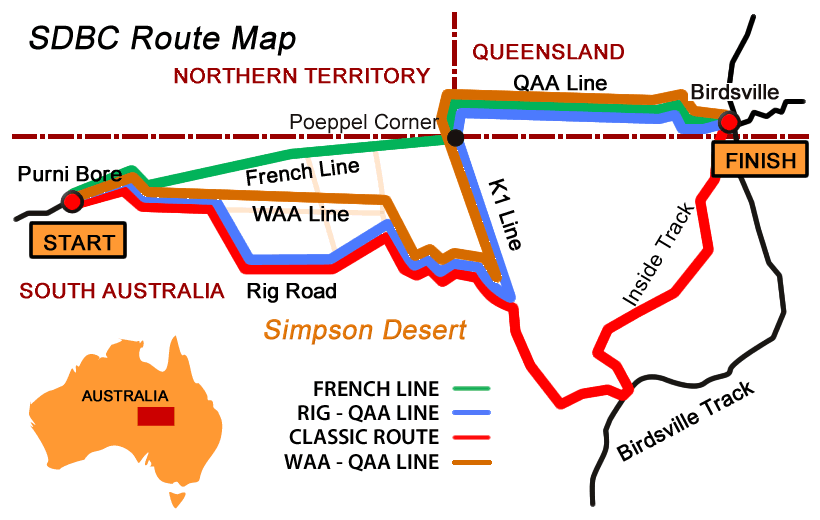 SDBC Route Map
QUEENSLAND
NORTHERN TERRITORY
QAA Line
Birdsville
Poeppel Corner
FINISH
Purni Bore
French Line
K1 Line
WAA Line
START
Inside Track
SOUTH AUSTRALIA
Rig Road
Simpson Desert
AUSTRALIA
FRENCH LINE
RIG - QAA LINE
CLASSIC ROUTE
WAA - QAA LINE
Birdsville Track